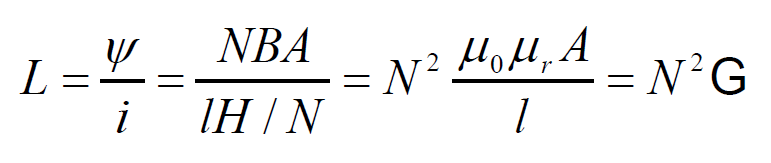 L = ψ/i = NBA/(lH / N) = N² μ₀μᵣA/l = N²G